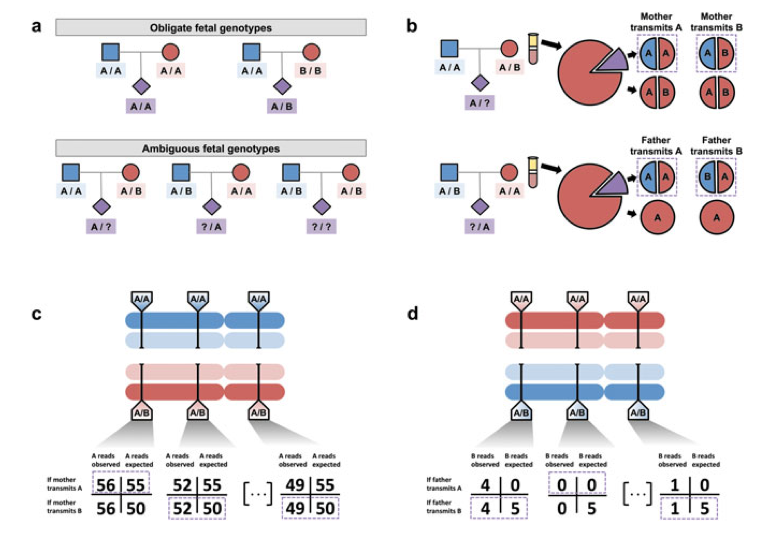 a
Obligate fetal genotypes
A / A A / A A / A B / B
A / A A / B
Ambiguous fetal genotypes
A / A A / B A / B A / A A / B A / B
A / ? ? / A ? / ?
b
Mother transmits A
Mother transmits B
A / A A / B
A / ?
A A A B
A B A B
Father transmits A
Father transmits B
A / B A / A
? / A
A A B A
A A
c
A/A A/A A/A
A/B A/B A/B
A reads observed A reads expected A reads observed A reads expected A reads observed A reads expected
If mother transmits A 56 55 52 55 49 55
[...]
If mother transmits B 56 50 52 50 49 50
d
A/A A/A A/A
A/B A/B A/B
B reads observed B reads expected B reads observed B reads expected B reads observed B reads expected
If father transmits A 4 0 0 0 1 0
[...]
If father transmits B 4 5 0 5 1 5